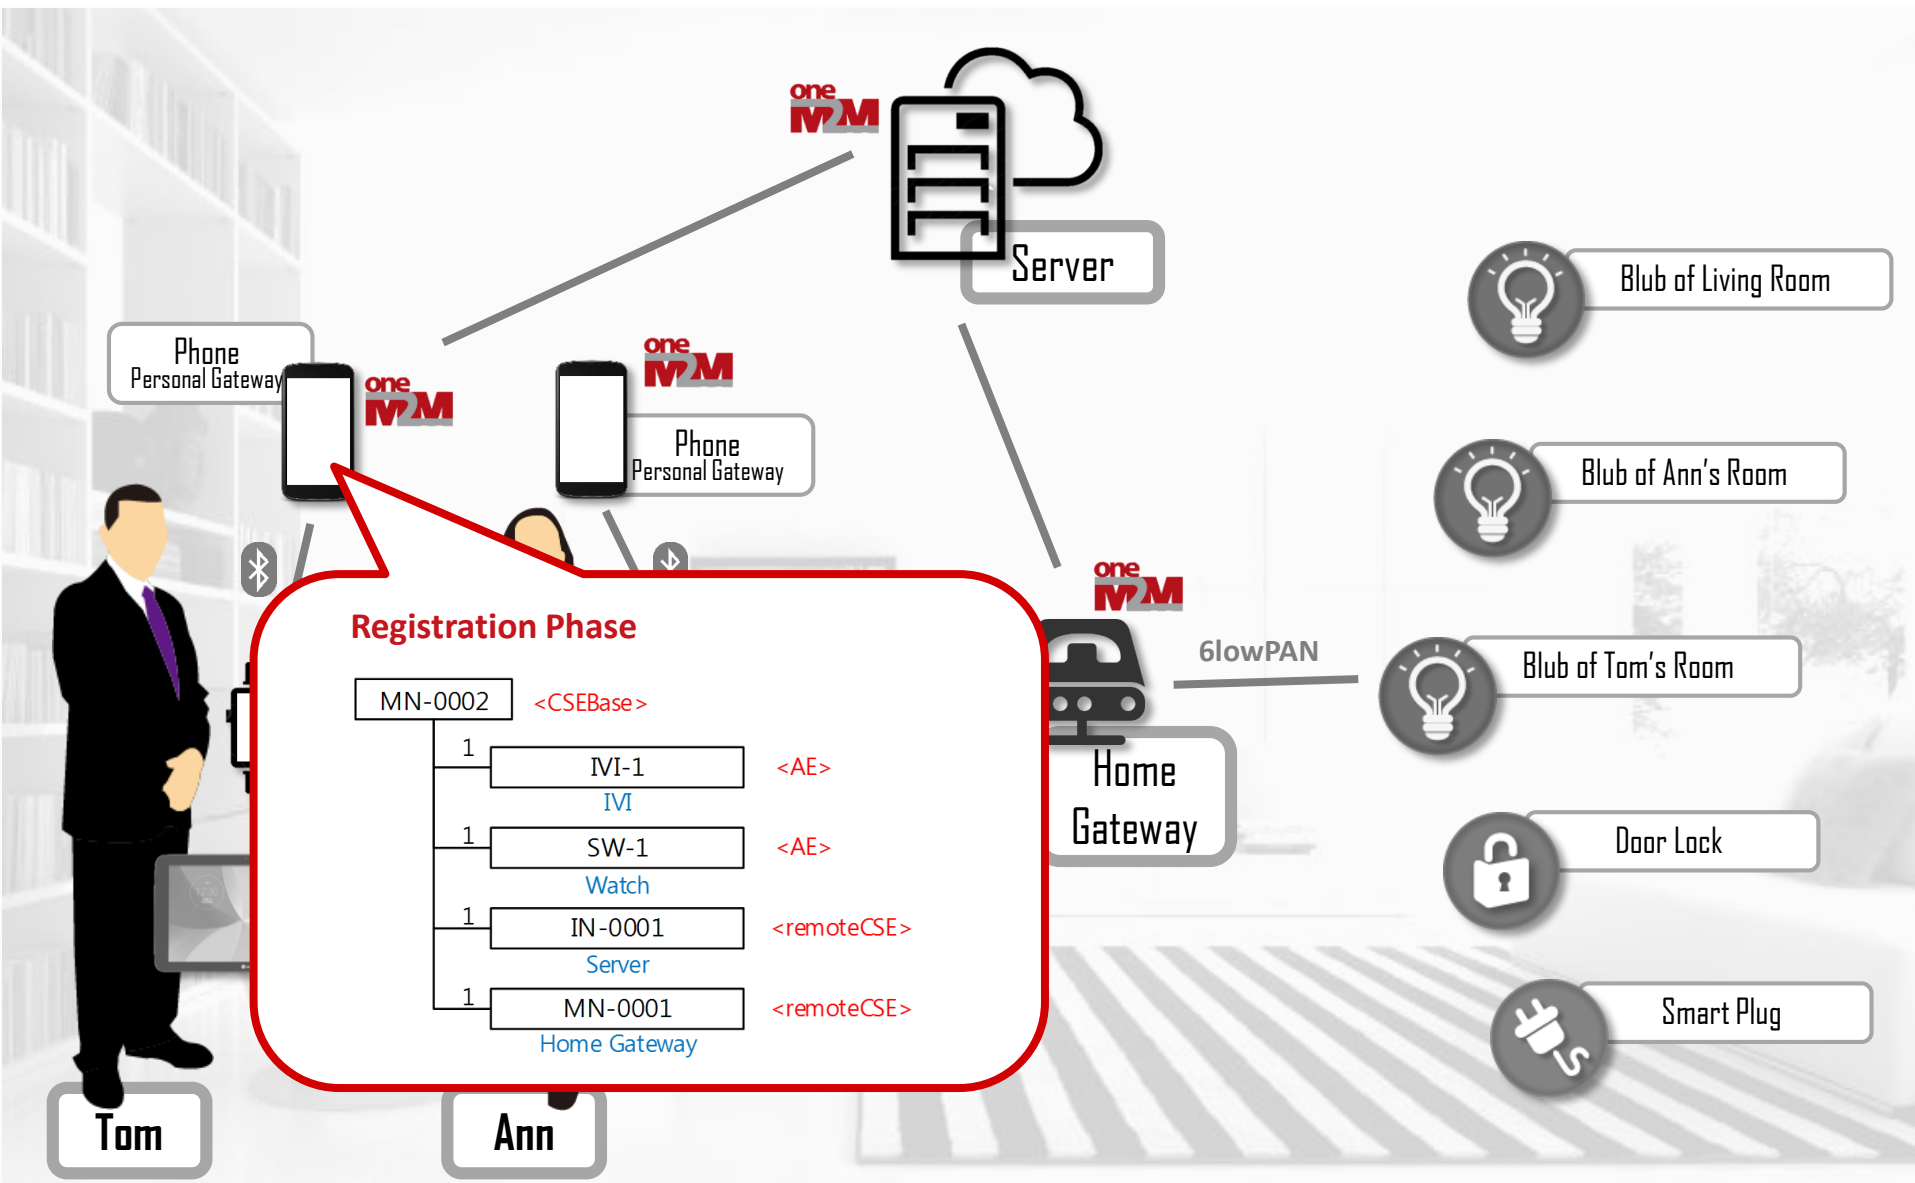 one
M2M
Server
Blub of Living Room
Phone
Personal Gateway
one
M2M
one
M2M
Phone
Personal Gateway
Blub of Ann's Room
one
M2M
6lowPAN
Blub of Tom's Room
Home
Gateway
Door Lock
Smart Plug
Registration Phase
MN-0002
<CSEBase>
1
IVI-1
<AE>
IVI
1
SW-1
<AE>
Watch
1
IN-0001
<remoteCSE>
Server
1
MN-0001
<remoteCSE>
Home Gateway
Tom
Ann